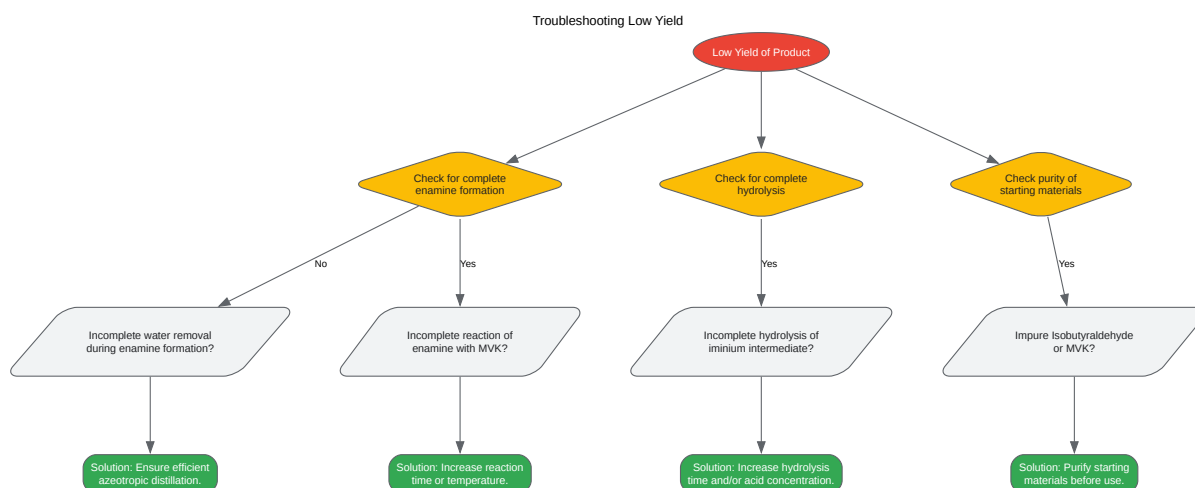 Troubleshooting Low Yield
Low Yield of Product
Check for complete
enamine formation
Check for complete
hydrolysis
Check purity of
starting materials
No
Yes
Yes
Yes
Incomplete water removal
during enamine formation?
Incomplete reaction of
enamine with MVK?
Incomplete hydrolysis of
iminium intermediate?
Impure Isobutyraldehyde
or MVK?
Solution: Ensure efficient
azeotropic distillation.
Solution: Increase reaction
time or temperature.
Solution: Increase hydrolysis
time and/or acid concentration.
Solution: Purify starting
materials before use.